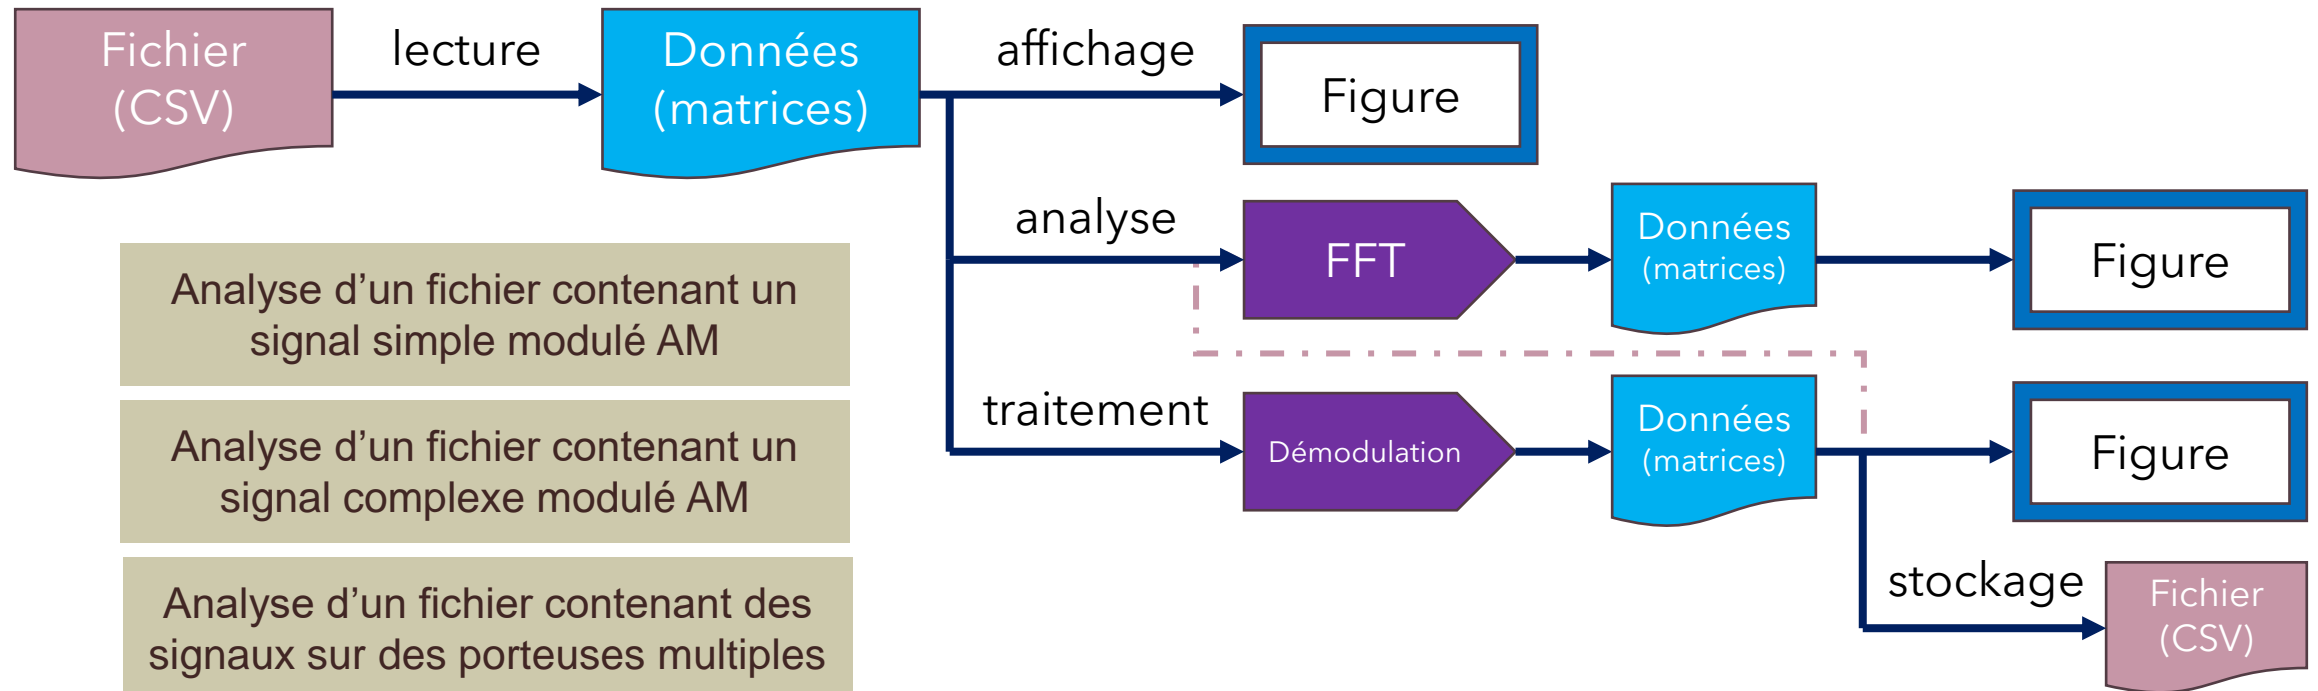 Fichier
(CSV)
lecture
Données
(matrices)
affichage
Figure
analyse
FFT
Données
(matrices)
Figure
Analyse d’un fichier contenant un
signal simple modulé AM
traitement
Démodulation
Données
(matrices)
Figure
Analyse d’un fichier contenant un
signal complexe modulé AM
stockage
Fichier
(CSV)
Analyse d’un fichier contenant des
signaux sur des porteuses multiples